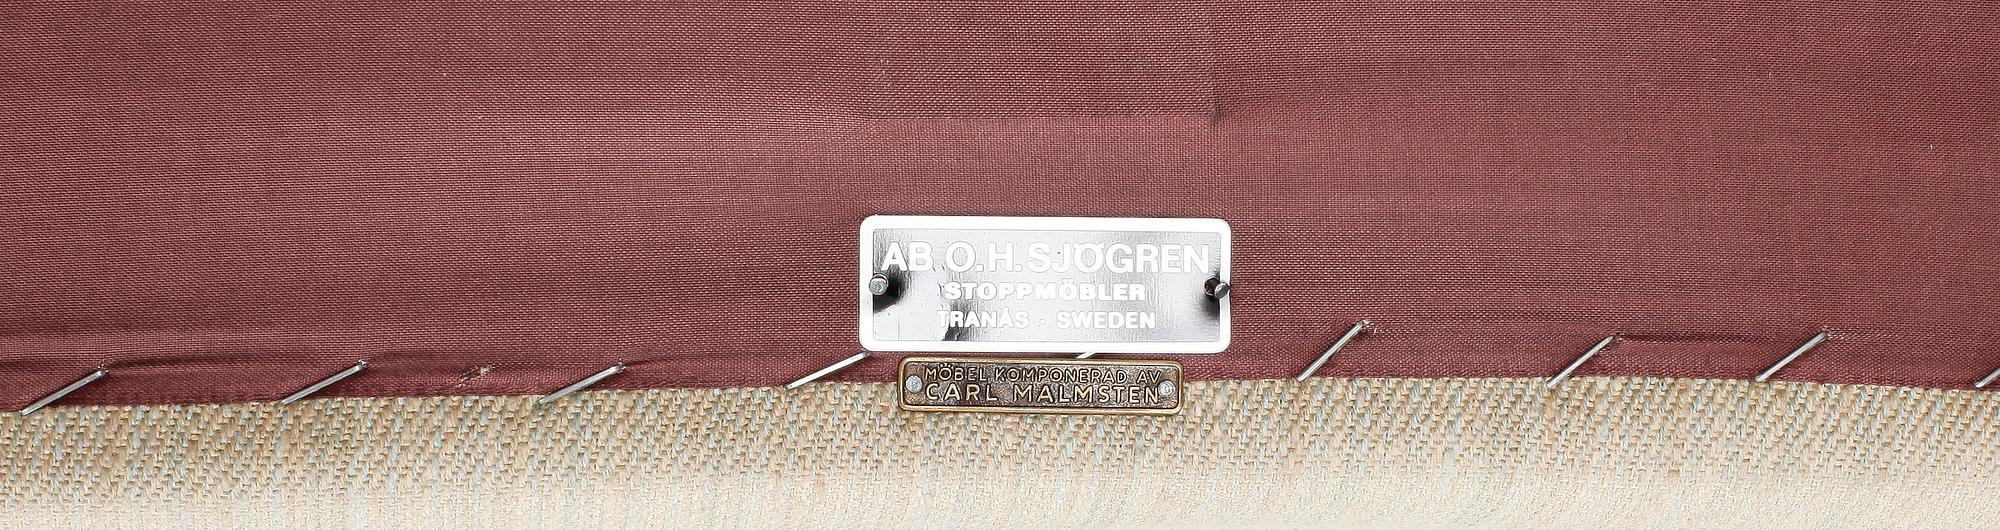 AB O.H. SJÖGREN
STOPPMÖBLER
TRANÅS · SWEDEN
MÖBEL KOMPONERAD AV
CARL MALMSTEN